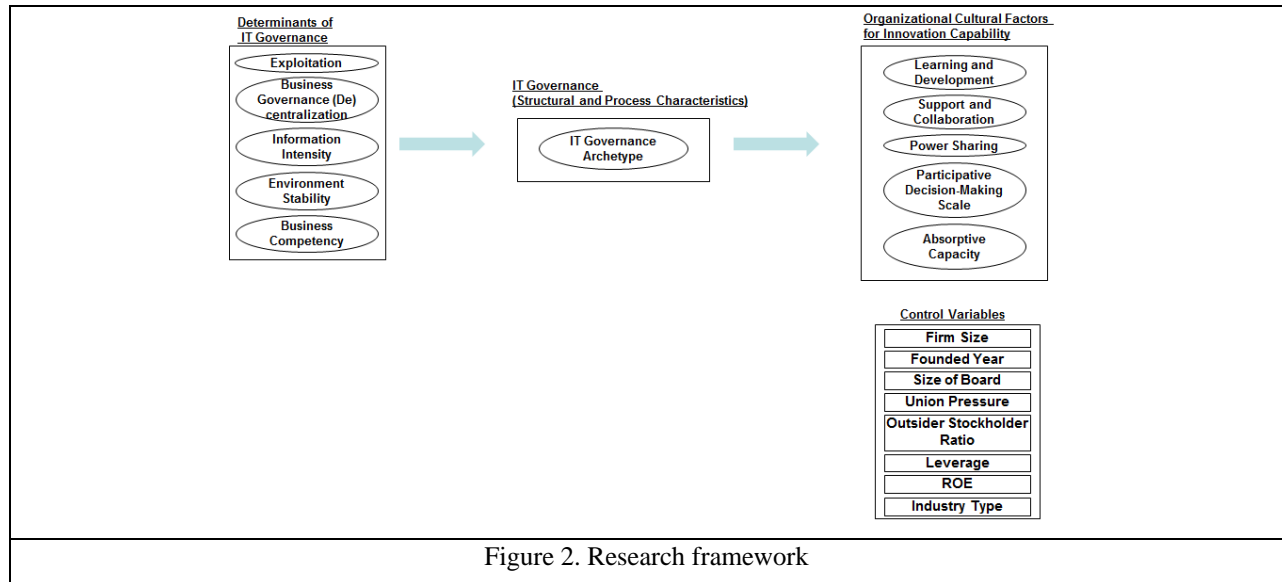 Determinants of
IT Governance
Exploitation
Business
Governance (De)
centralization
Information
Intensity
Environment
Stability
Business
Competency
IT Governance
(Structural and Process Characteristics)
IT Governance
Archetype
Organizational Cultural Factors
for Innovation Capability
Learning and
Development
Support and
Collaboration
Power Sharing
Participative
Decision-Making
Scale
Absorptive
Capacity
Control Variables
Firm Size
Founded Year
Size of Board
Union Pressure
Outsider Stockholder
Ratio
Leverage
ROE
Industry Type
Figure 2. Research framework